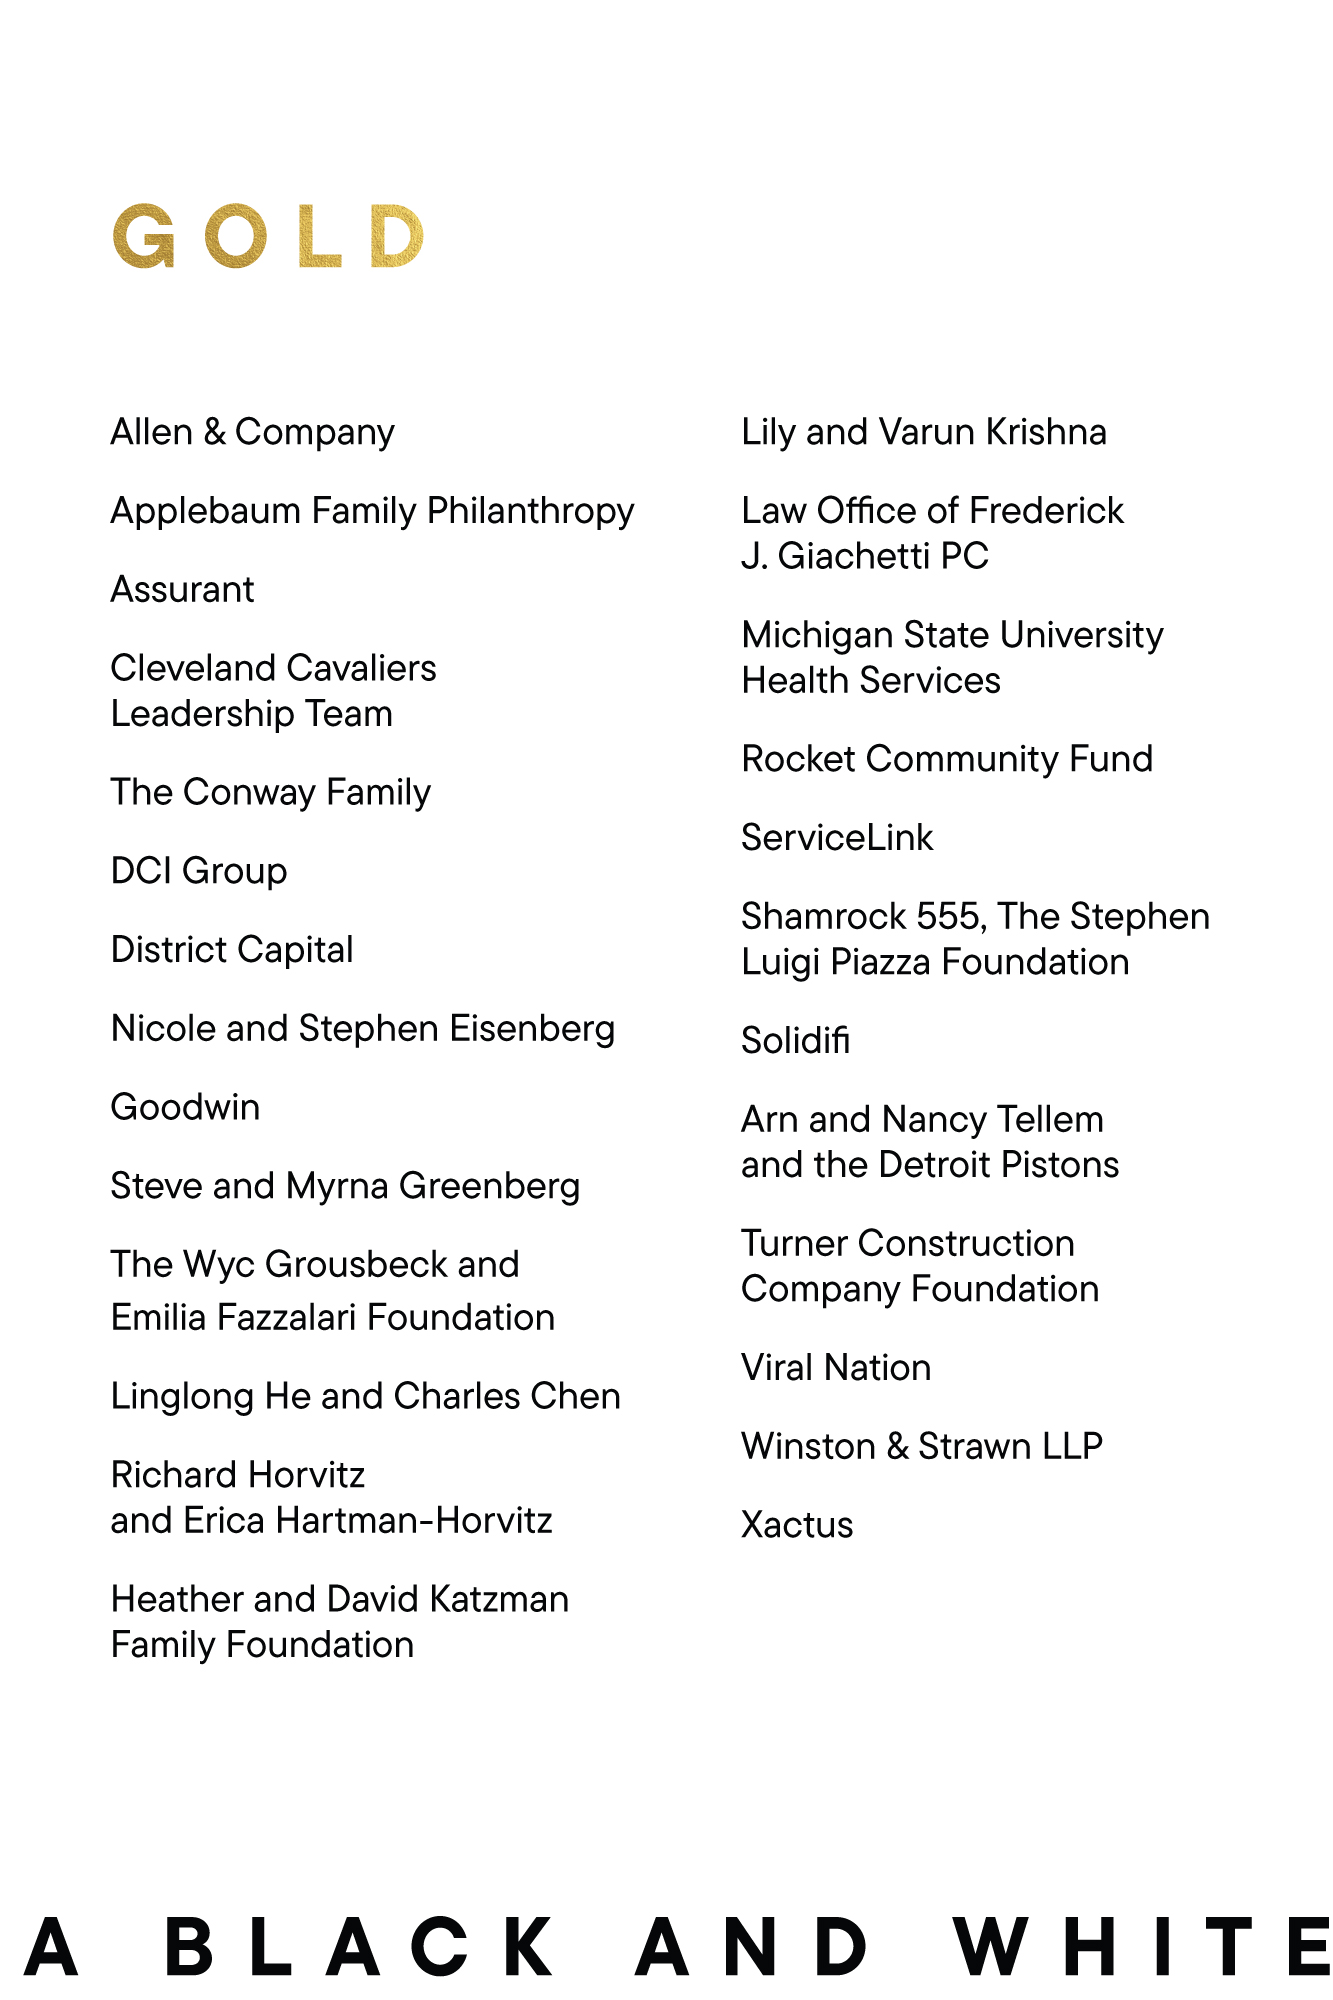 GOLD
Allen & Company
Applebaum Family Philanthropy
Assurant
Cleveland Cavaliers
Leadership Team
The Conway Family
DCI Group
District Capital
Nicole and Stephen Eisenberg
Goodwin
Steve and Myrna Greenberg
The Wyc Grousbeck and
Emilia Fazzalari Foundation
Linglong He and Charles Chen
Richard Horvitz
and Erica Hartman-Horvitz
Heather and David Katzman
Family Foundation
Lily and Varun Krishna
Law Office of Frederick
J. Giachetti PC
Michigan State University
Health Services
Rocket Community Fund
ServiceLink
Shamrock 555, The Stephen
Luigi Piazza Foundation
Solidifi
Arn and Nancy Tellem
and the Detroit Pistons
Turner Construction
Company Foundation
Viral Nation
Winston & Strawn LLP
Xactus
A BLACK AND WHITE